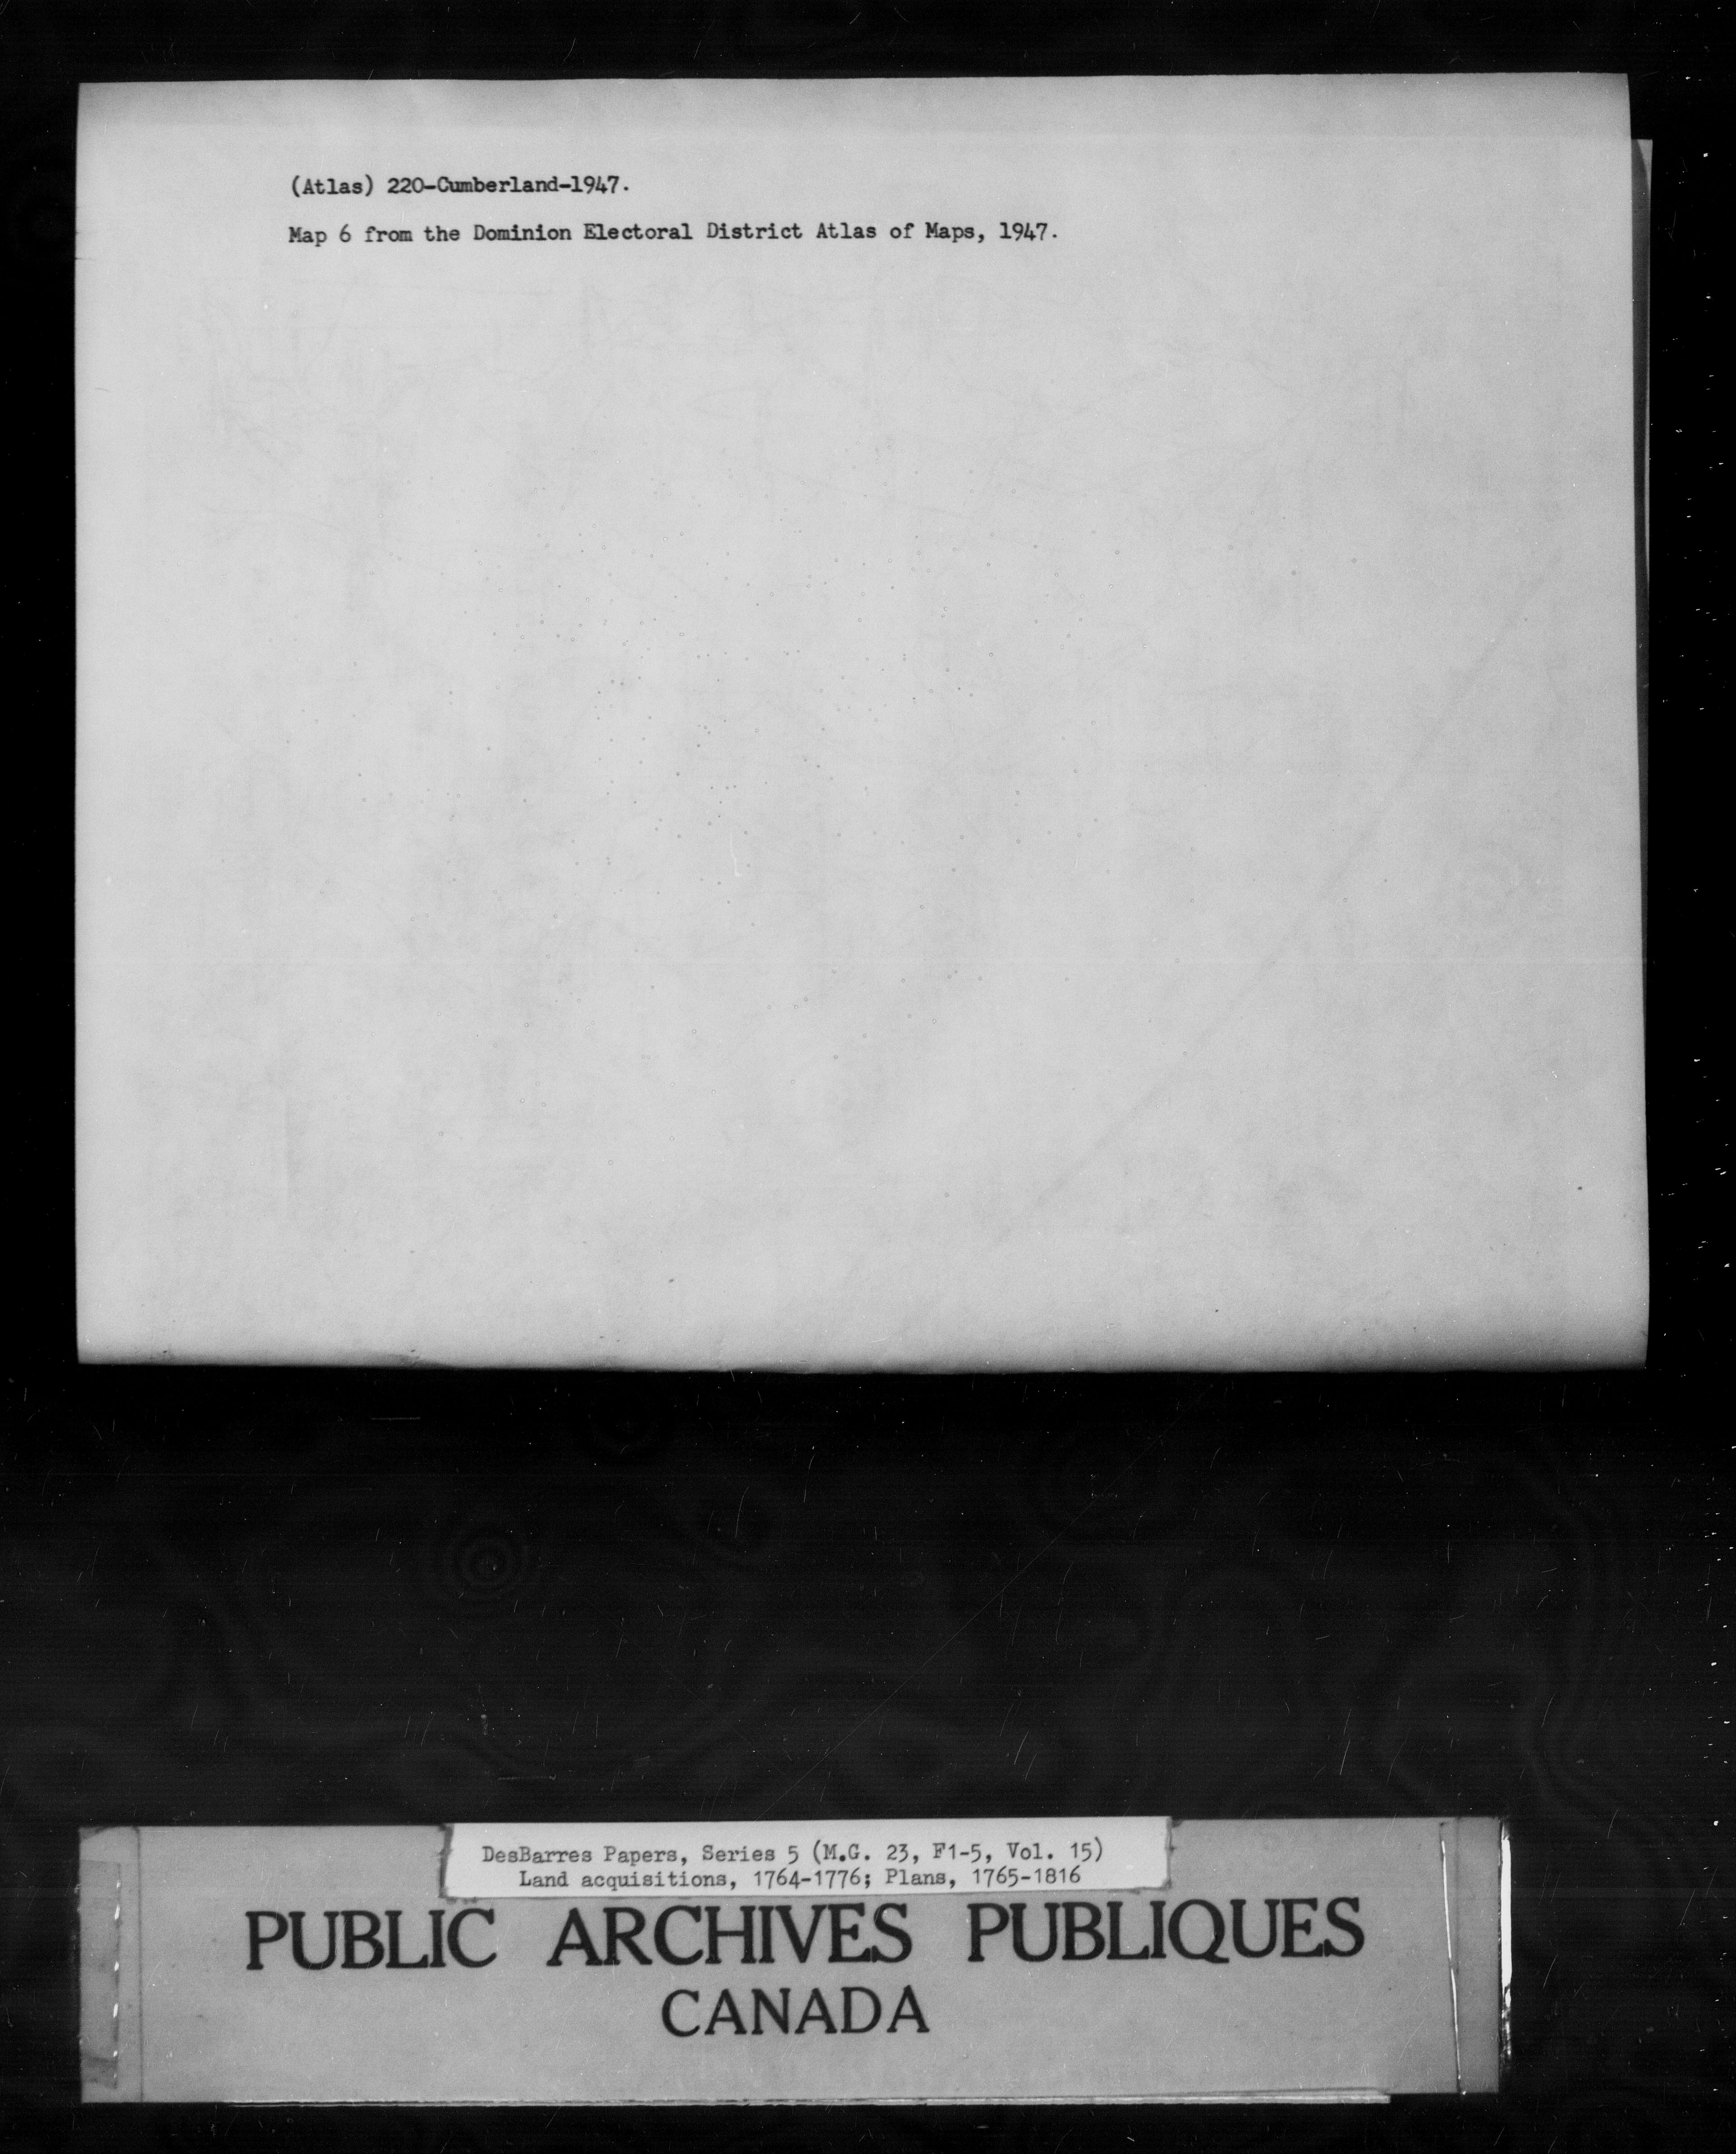 (Atlas) 220-Cumberland-1947.
Map 6 from the Dominion Electoral District Atlas of Maps, 1947.
DesBarres Papers, Series 5 (M.G. 23, F1-5, Vol. 15)
Land acquisitions, 1764-1776; Plans, 1765-1816
PUBLIC ARCHIVES PUBLIQUES
CANADA